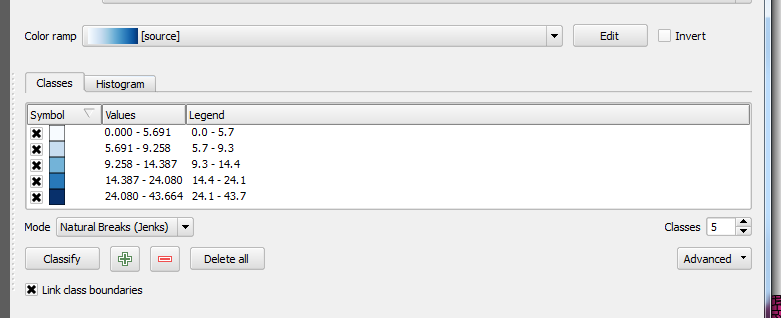 Color ramp [source] Edit Invert
Classes Histogram
Symbol Values Legend
0.000 - 5.691 0.0 - 5.7
5.691 - 9.258 5.7 - 9.3
9.258 - 14.387 9.3 - 14.4
14.387 - 24.080 14.4 - 24.1
24.080 - 43.664 24.1 - 43.7
Mode Natural Breaks (Jenks) Classes 5
Classify Delete all Advanced
Link class boundaries